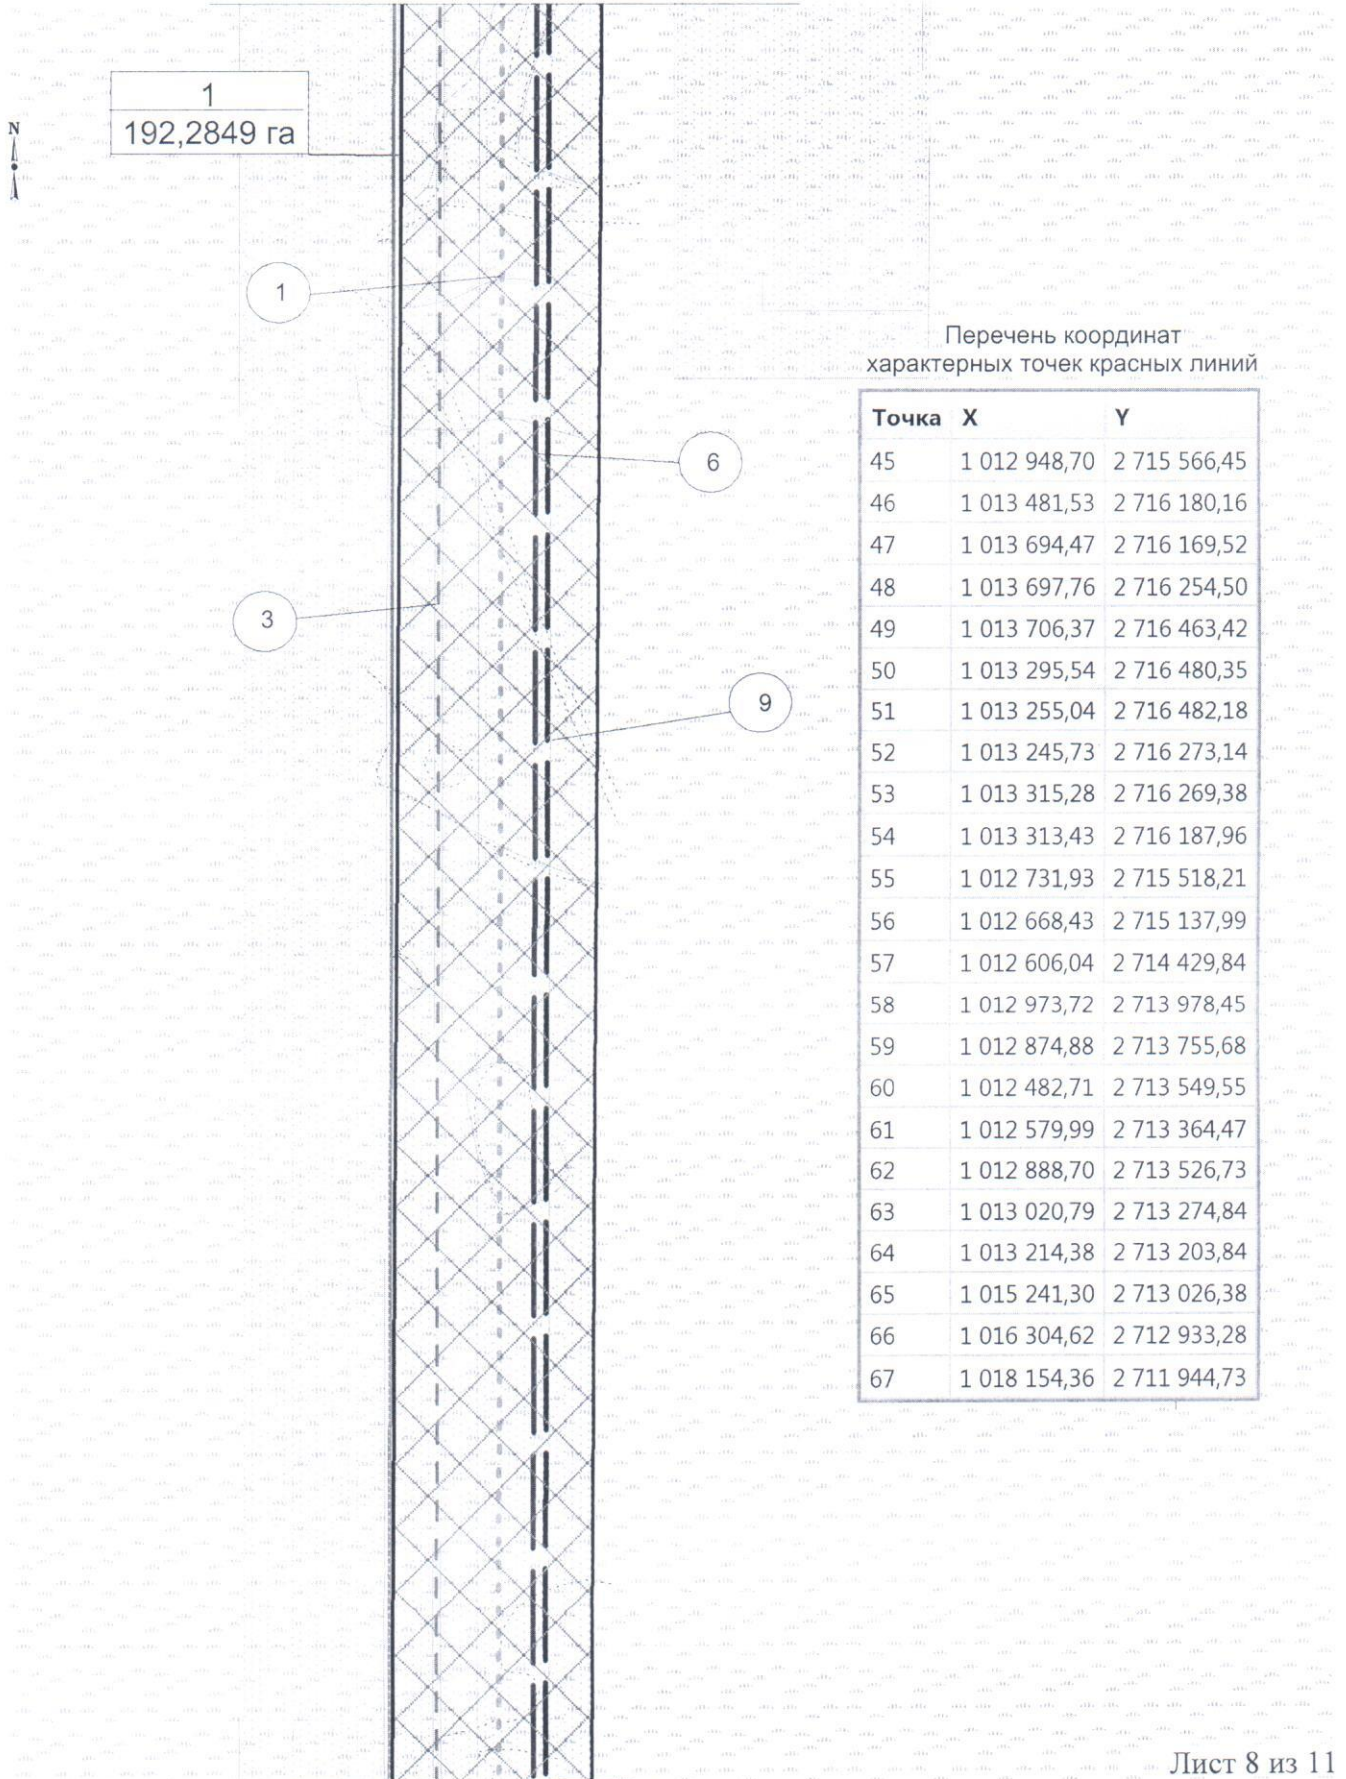 1
192,2849 га
N
1
6
3
9
Перечень координат
характерных точек красных линий
Точка X Y
45 1 012 948,70 2 715 566,45
46 1 013 481,53 2 716 180,16
47 1 013 694,47 2 716 169,52
48 1 013 697,76 2 716 254,50
49 1 013 706,37 2 716 463,42
50 1 013 295,54 2 716 480,35
51 1 013 255,04 2 716 482,18
52 1 013 245,73 2 716 273,14
53 1 013 315,28 2 716 269,38
54 1 013 313,43 2 716 187,96
55 1 012 731,93 2 715 518,21
56 1 012 668,43 2 715 137,99
57 1 012 606,04 2 714 429,84
58 1 012 973,72 2 713 978,45
59 1 012 874,88 2 713 755,68
60 1 012 482,71 2 713 549,55
61 1 012 579,99 2 713 364,47
62 1 012 888,70 2 713 526,73
63 1 013 020,79 2 713 274,84
64 1 013 214,38 2 713 203,84
65 1 015 241,30 2 713 026,38
66 1 016 304,62 2 712 933,28
67 1 018 154,36 2 711 944,73
Лист 8 из 11